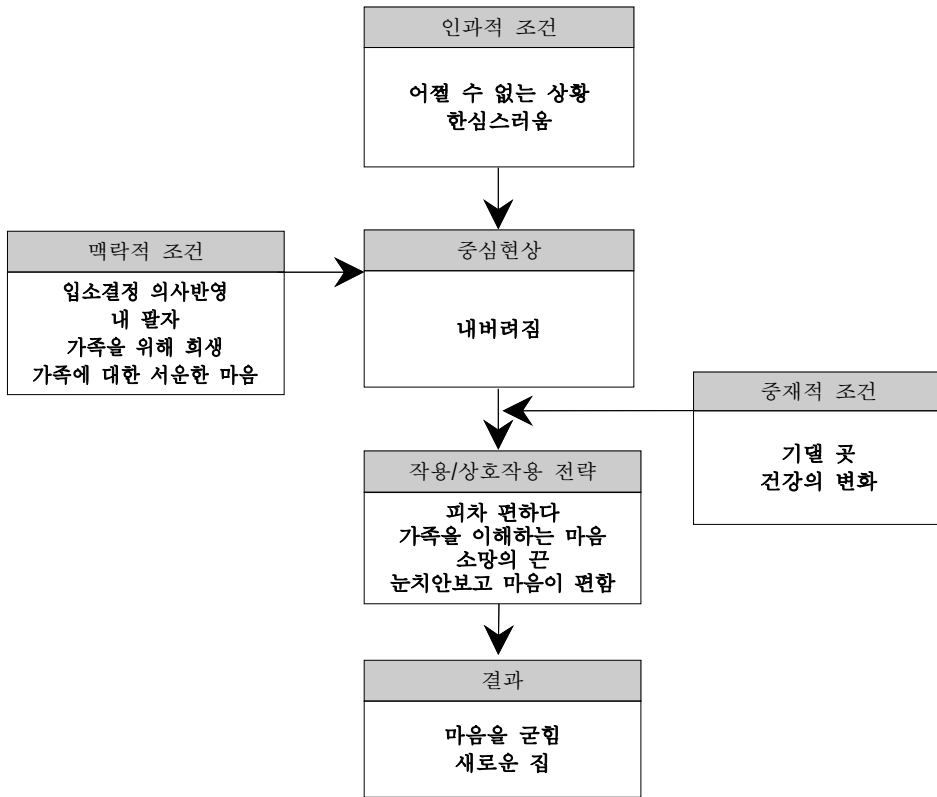 인과적 조건
어쩔 수 없는 상황
한심스러움
맥락적 조건
입소결정 의사반영
내 팔자
가족을 위해 희생
가족에 대한 서운한 마음
중심현상
내버려짐
중재적 조건
기댈 곳
건강의 변화
작용/상호작용 전략
피차 편하다
가족을 이해하는 마음
소망의 끈
눈치안보고 마음이 편함
결과
마음을 굳힘
새로운 집